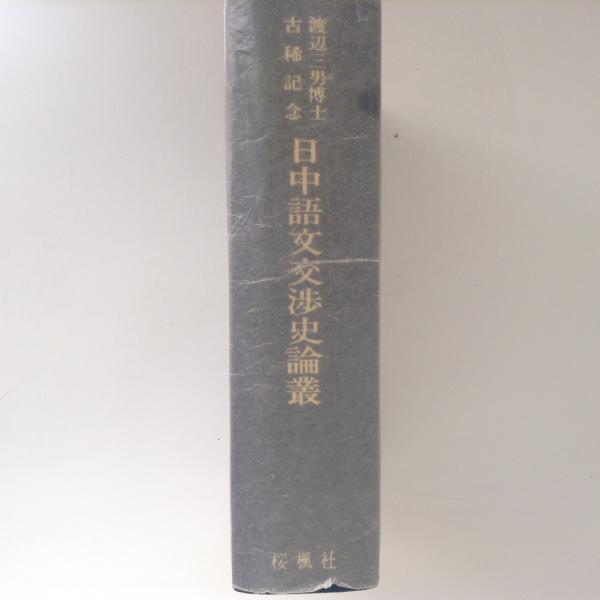 渡辺三男博士
古稀記念
日中語文交渉史論叢
桜楓社